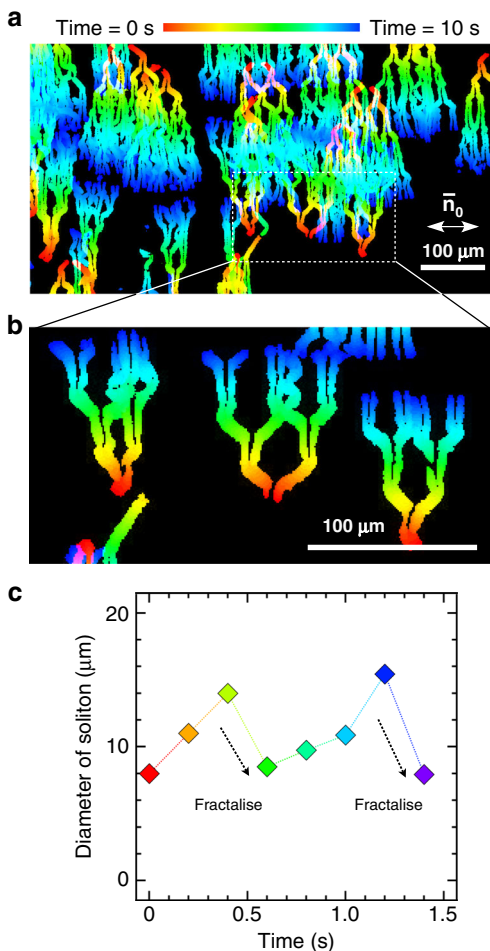 a
Time = 0 s
Time = 10 s
n̄₀
100 μm
b
100 μm
c
20
10
0
Diameter of soliton (μm)
Fractalise
Fractalise
0
0.5
1.0
1.5
Time (s)